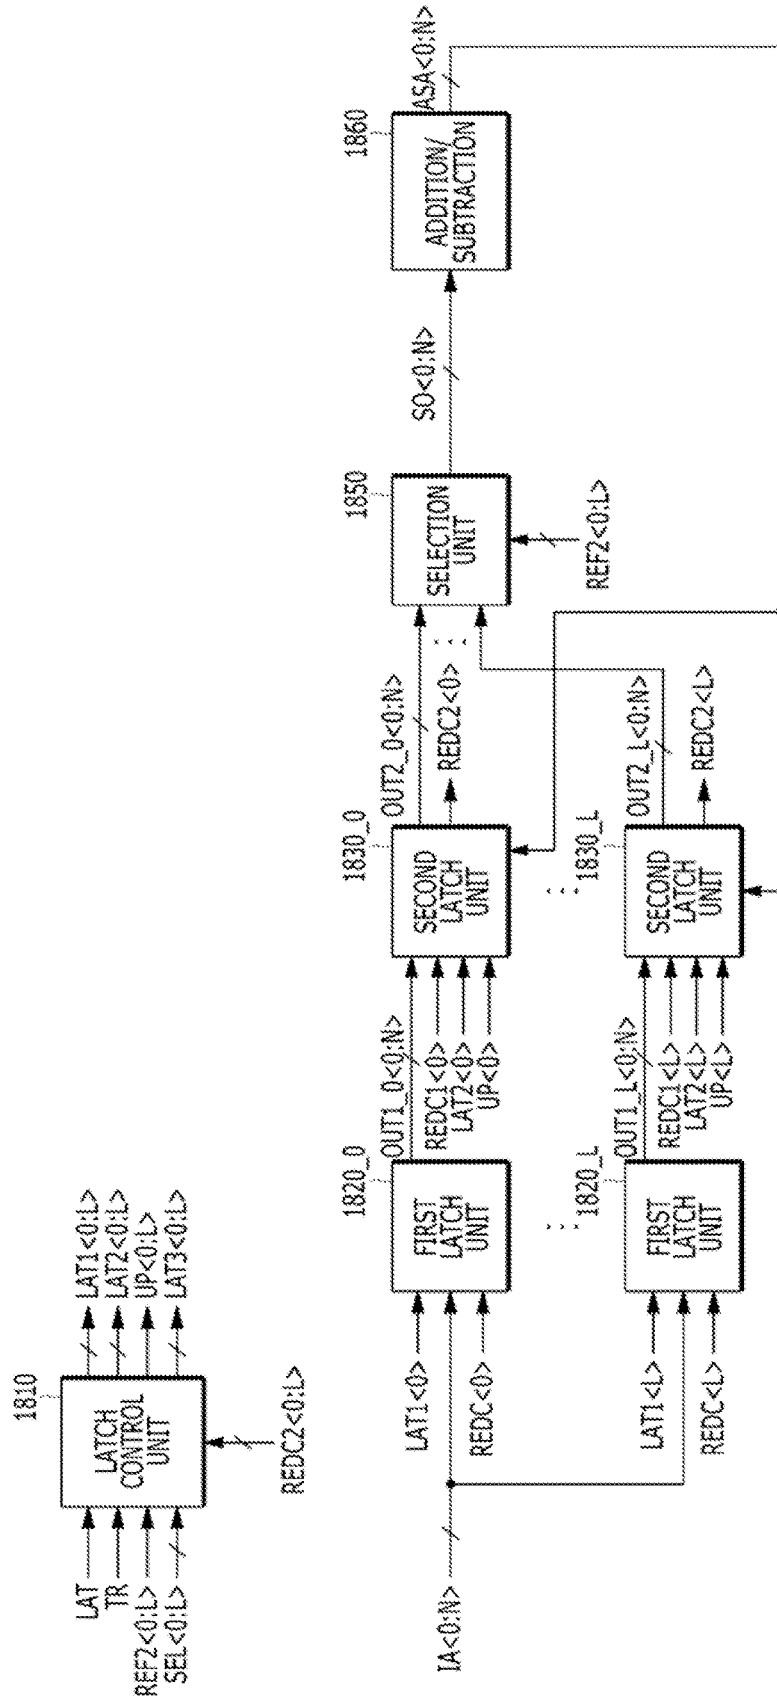 1810
LATCH
CONTROL
UNIT
LAT
TR
REF2<0:L>
SEL<0:L>
LAT1<0:L>
LAT2<0:L>
UP<0:L>
LAT3<0:L>
REDC2<0:L>
IA<0:N>
LAT1<0>
REDC<0>
1820_0
FIRST
LATCH
UNIT
OUT1_0<0:N>
REDC1<0>
LAT2<0>
UP<0>
1830_0
SECOND
LATCH
UNIT
OUT2_0<0:N>
REDC2<0>
1850
SELECTION
UNIT
REF2<0:L>
SO<0:N>
1860
ADDITION/
SUBTRACTION
ASA<0:N>
LAT1<L>
REDC<L>
1820_L
FIRST
LATCH
UNIT
OUT1_L<0:N>
REDC1<L>
LAT2<L>
UP<L>
1830_L
SECOND
LATCH
UNIT
OUT2_L<0:N>
REDC2<L>